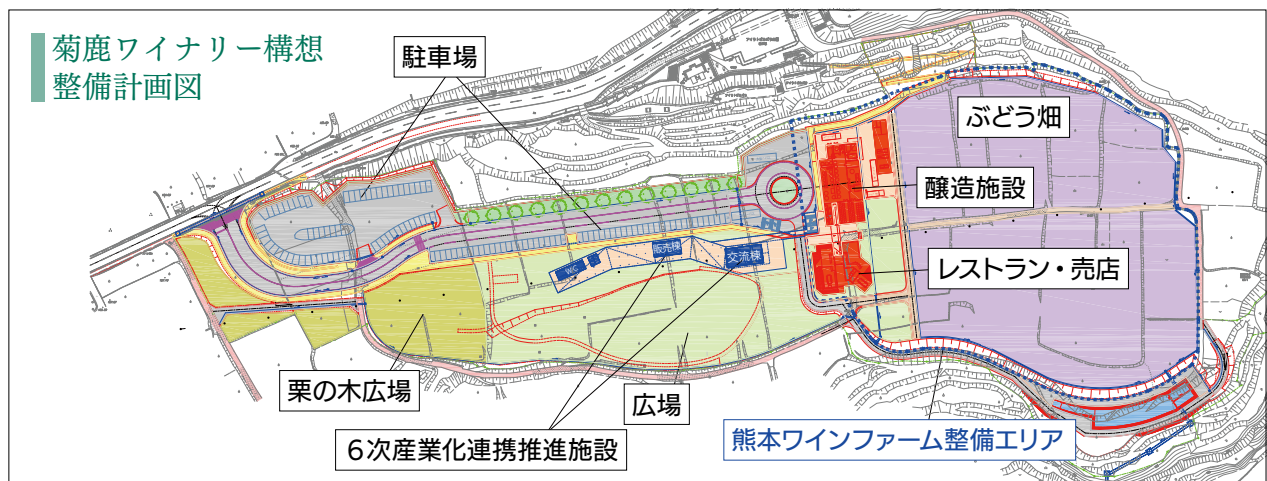 菊鹿ワイナリー構想
整備計画図
駐車場
ぶどう畑
醸造施設
レストラン・売店
販売棟
交流棟
WC
栗の木広場
広場
6次産業化連携推進施設
熊本ワインファーム整備エリア